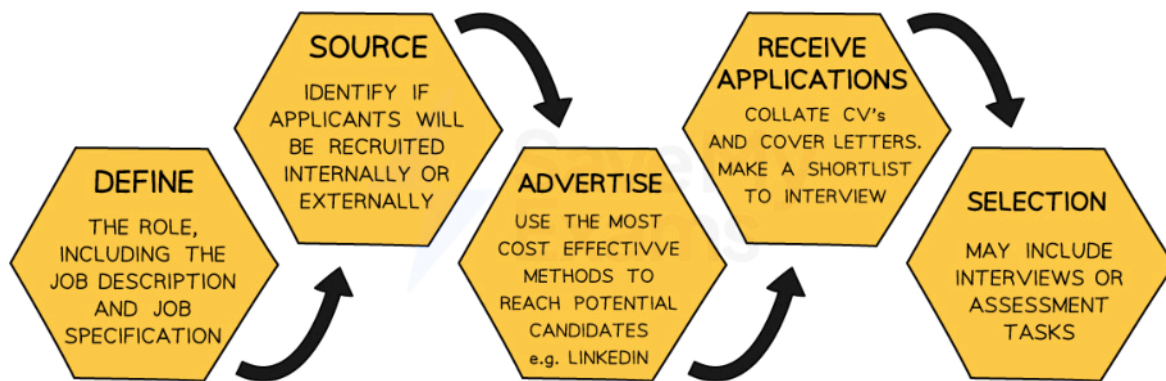 DEFINE
THE ROLE,
INCLUDING THE
JOB DESCRIPTION
AND JOB
SPECIFICATION
SOURCE
IDENTIFY IF
APPLICANTS WILL
BE RECRUITED
INTERNALLY OR
EXTERNALLY
ADVERTISE
USE THE MOST
COST EFFECTIVVE
METHODS TO
REACH POTENTIAL
CANDIDATES
e.g. LINKEDIN
RECEIVE
APPLICATIONS
COLLATE CV's
AND COVER LETTERS.
MAKE A SHORTLIST
TO INTERVIEW
SELECTION
MAY INCLUDE
INTERVIEWS OR
ASSESSMENT
TASKS